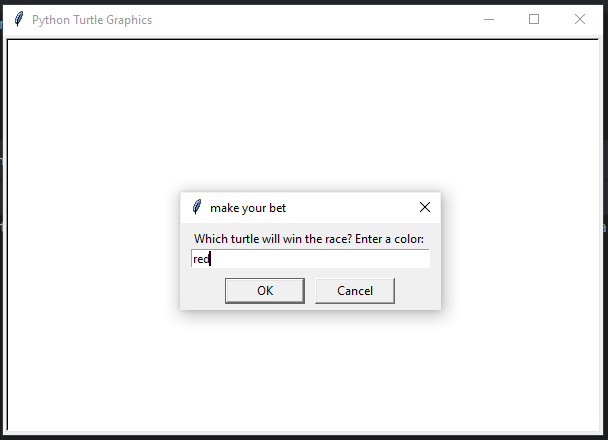 Python Turtle Graphics
make your bet
Which turtle will win the race? Enter a color:
red
OK Cancel